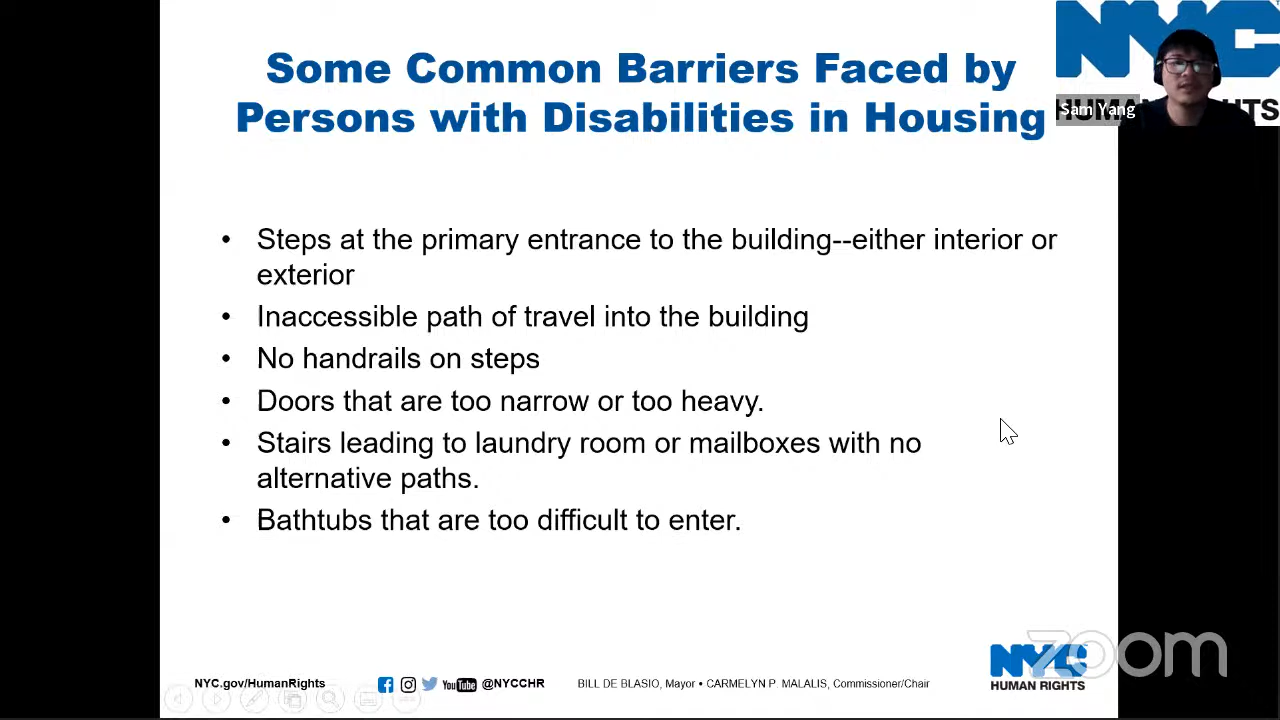 Some Common Barriers Faced by
Persons with Disabilities in Housing
NYC
HUMAN RIGHTS
Sam Yang
• Steps at the primary entrance to the building--either interior or
exterior
• Inaccessible path of travel into the building
• No handrails on steps
• Doors that are too narrow or too heavy.
• Stairs leading to laundry room or mailboxes with no
alternative paths.
• Bathtubs that are too difficult to enter.
NYC
HUMAN RIGHTS
zoom
NYC.gov/HumanRights
YouTube
@NYCCHR
BILL DE BLASIO, Mayor • CARMELYN P. MALALIS, Commissioner/Chair